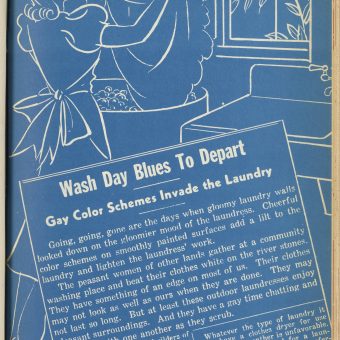 Wash Day Blues To Depart
Gay Color Schemes Invade the Laundry
Going, going, gone are the days when gloomy laundry walls
looked down on the gloomier mood of the laundress. Cheerful
color schemes on smoothly painted surfaces add a lilt to the
laundry and lighten the laundress' work.
The peasant women of other lands gather at a community
washing place and beat their clothes white on the river stones.
They have something of an edge on most of us. Their clothes
may not look as well as ours when they are done. They may
not last so long. But at least these outdoor laundresses enjoy
pleasant surroundings. And they have a gay time chatting and
with one another as they scrub.
Whatever the type of laundry it
a clothes dryer for use
is unfavorable.
for a laun-